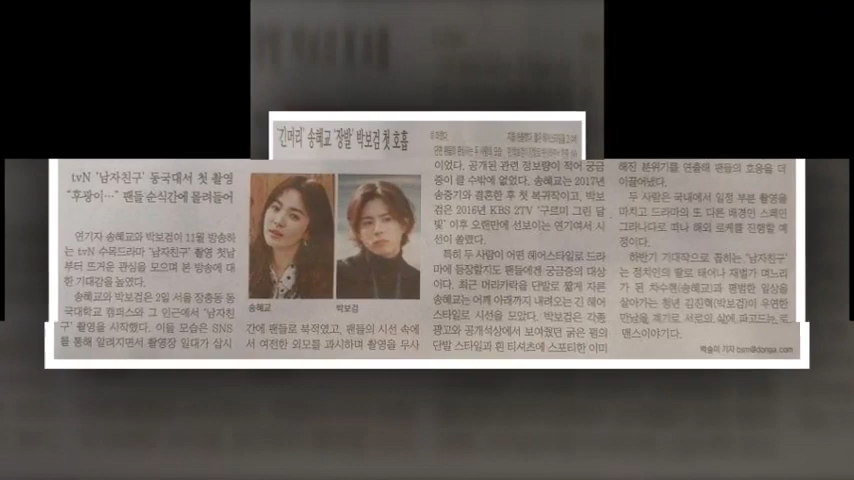 '긴머리' 송혜교 '장발' 박보검 첫 호흡
tvN '남자친구' 동국대서 첫 촬영
"후광이…" 팬들 순식간에 몰려들어
연기자 송혜교와 박보검이 11월 방송하
는 tvN 수목드라마 '남자친구' 촬영 첫날
부터 뜨거운 관심을 모으며 본 방송에 대
한 기대감을 높였다.
송혜교와 박보검은 2일 서울 장충동 동
국대학교 캠퍼스와 그 인근에서 '남자친
구' 촬영을 시작했다. 이들 모습은 SNS
를 통해 알려지면서 촬영장 일대가 삽시
송혜교
박보검
간에 팬들로 북적였고, 팬들의 시선 속에
서 여전한 외모를 과시하며 촬영을 무사
이었다. 공개된 관련 정보량이 적어 궁금
증이 클 수밖에 없었다. 송혜교는 2017년
송중기와 결혼한 후 첫 복귀작이고, 박보
검은 2016년 KBS 2TV '구르미 그린 달
빛' 이후 오랜만에 선보이는 연기여서 시
선이 쏠렸다.
특히 두 사람이 어떤 헤어스타일로 드라
마에 등장할지도 팬들에겐 궁금증의 대상
이다. 최근 머리카락을 단발로 짧게 자른
송혜교는 어깨 아래까지 내려오는 긴 헤어
스타일로 시선을 모았다. 박보검은 각종
광고와 공개석상에서 보여줬던 굵은 펌의
단발 스타일과 흰 티셔츠에 스포티한 이미
해진 분위기를 연출해 팬들의 호응을 더
이끌어냈다.
두 사람은 국내에서 일정 부분 촬영을
마치고 드라마의 또 다른 배경인 스페인
그라나다로 떠나 해외 로케를 진행할 예
정이다.
하반기 기대작으로 꼽히는 '남자친구'
는 정치인의 딸로 태어나 재벌가 며느리
가 된 차수현(송혜교)과 평범한 일상을
살아가는 청년 김진혁(박보검)이 우연한
만남을 계기로 서로의 삶에 파고드는 로
맨스이야기다.
백솔미 기자 bsm@donga.com